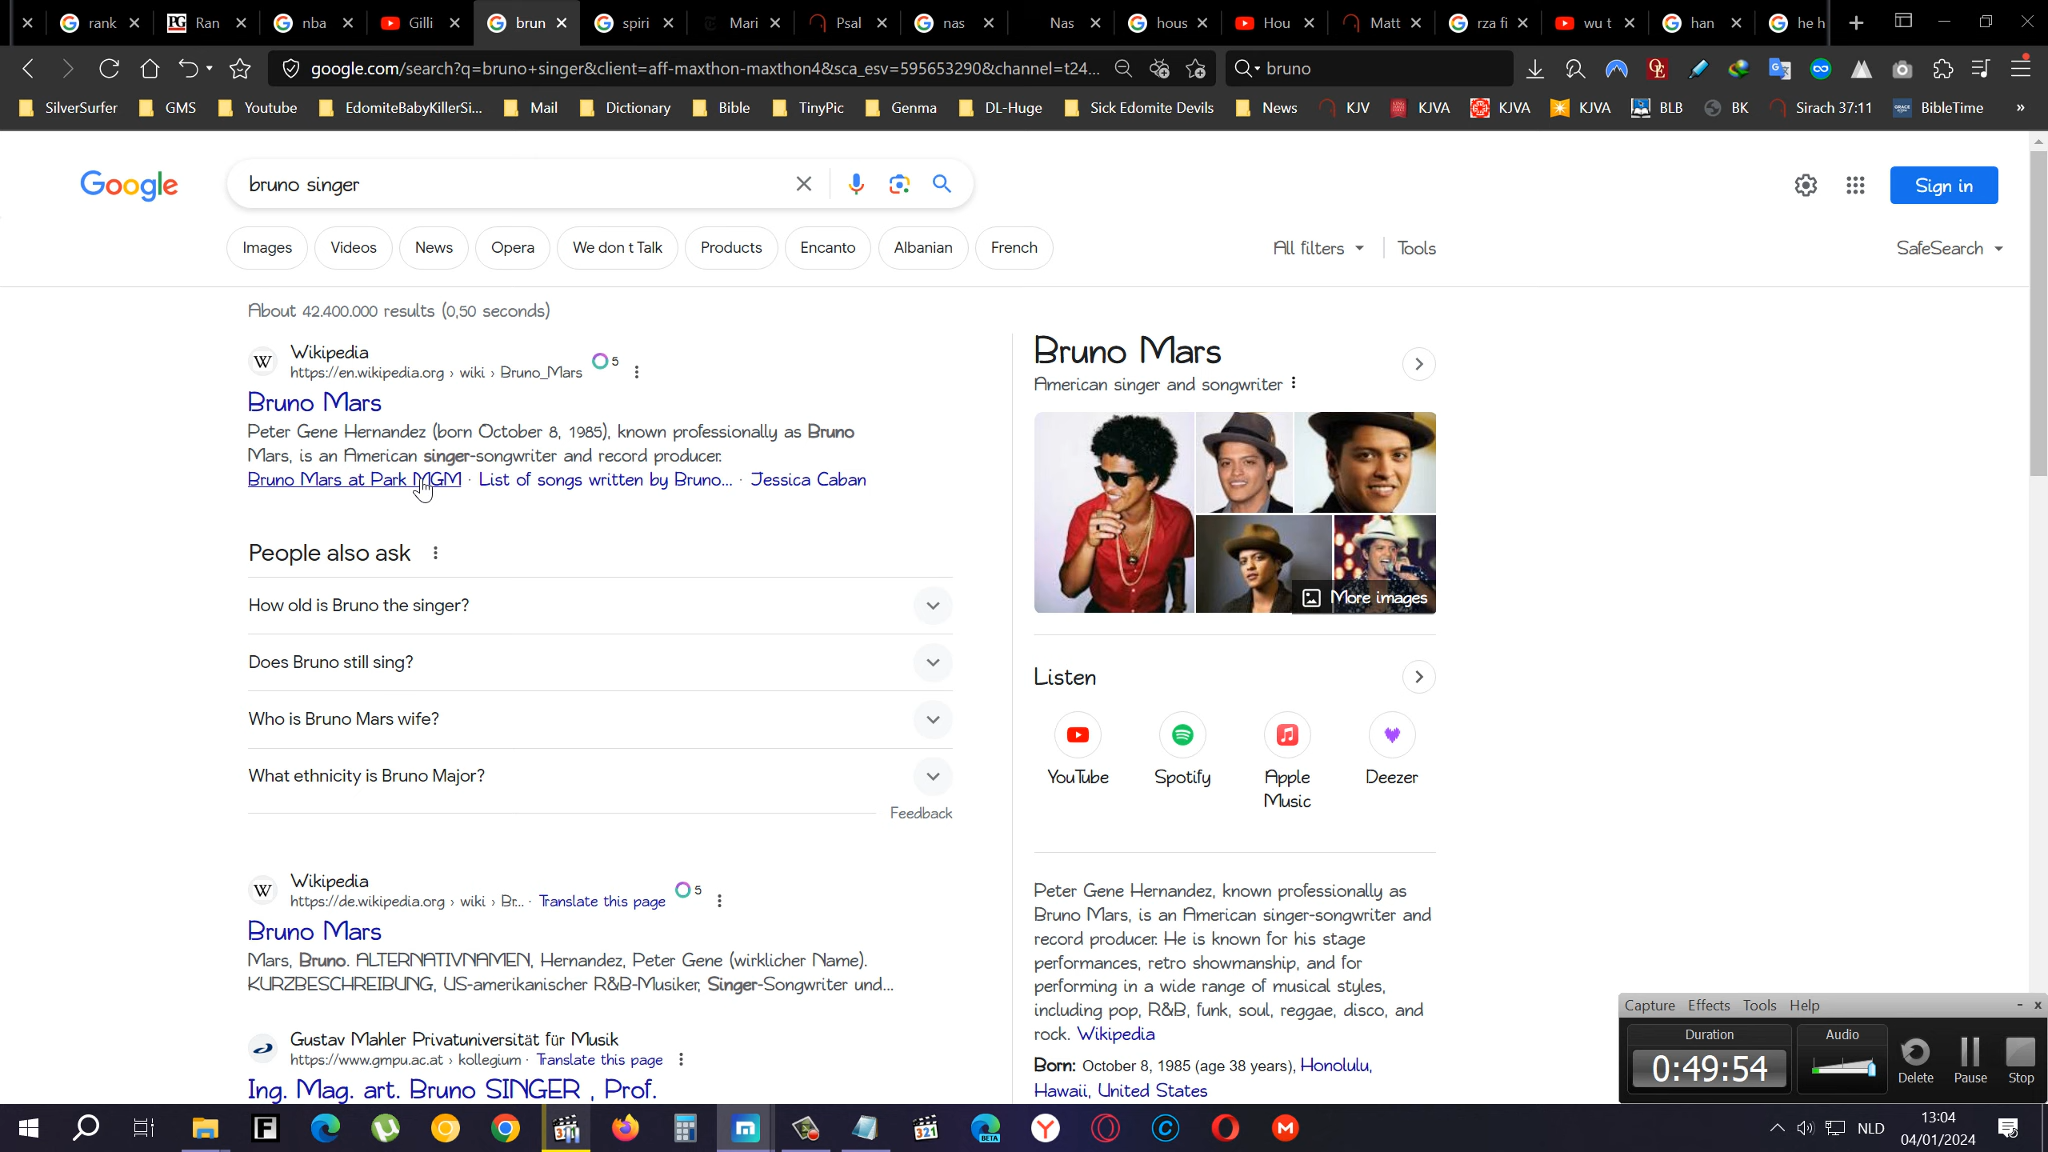 rank
Ran
nba
Gilli
brun
spiri
Mari
Psal
nas
Nas
hous
Hou
Matt
rza fi
wu t
han
he h
google.com/search?q=bruno+singer&client=aff-maxthon-maxthon4&sca_esv=595653290&channel=t24...
bruno
SilverSurfer
GMS
Youtube
EdomiteBabyKillerSi...
Mail
Dictionary
Bible
TinyPic
Genma
DL-Huge
Sick Edomite Devils
News
KJV
KJVA
KJVA
KJVA
BLB
BK
Sirach 37:11
BibleTime
»
Google
bruno singer
Sign in
Images
Videos
News
Opera
We don t Talk
Products
Encanto
Albanian
French
All filters
Tools
SafeSearch
About 42.400.000 results (0,50 seconds)
Wikipedia
https://en.wikipedia.org › wiki › Bruno_Mars
5
Bruno Mars
Peter Gene Hernandez (born October 8, 1985), known professionally as Bruno
Mars, is an American singer-songwriter and record producer.
Bruno Mars at Park MGM · List of songs written by Bruno... · Jessica Caban
People also ask
How old is Bruno the singer?
Does Bruno still sing?
Who is Bruno Mars wife?
What ethnicity is Bruno Major?
Feedback
Wikipedia
https://de.wikipedia.org › wiki › Br... · Translate this page
5
Bruno Mars
Mars, Bruno. ALTERNATIVNAMEN, Hernandez, Peter Gene (wirklicher Name).
KURZBESCHREIBUNG, US-amerikanischer R&B-Musiker, Singer-Songwriter und...
Gustav Mahler Privatuniversität für Musik
https://www.gmpu.ac.at › kollegium · Translate this page
Ing. Mag. art. Bruno SINGER , Prof.
Bruno Mars
American singer and songwriter
More images
Listen
YouTube
Spotify
Apple
Music
Deezer
Peter Gene Hernandez, known professionally as
Bruno Mars, is an American singer-songwriter and
record producer. He is known for his stage
performances, retro showmanship, and for
performing in a wide range of musical styles,
including pop, R&B, funk, soul, reggae, disco, and
rock. Wikipedia
Born: October 8, 1985 (age 38 years), Honolulu,
Hawaii, United States
Capture Effects Tools Help
Duration
0:49:54
Audio
Delete
Pause
Stop
NLD
13:04
04/01/2024